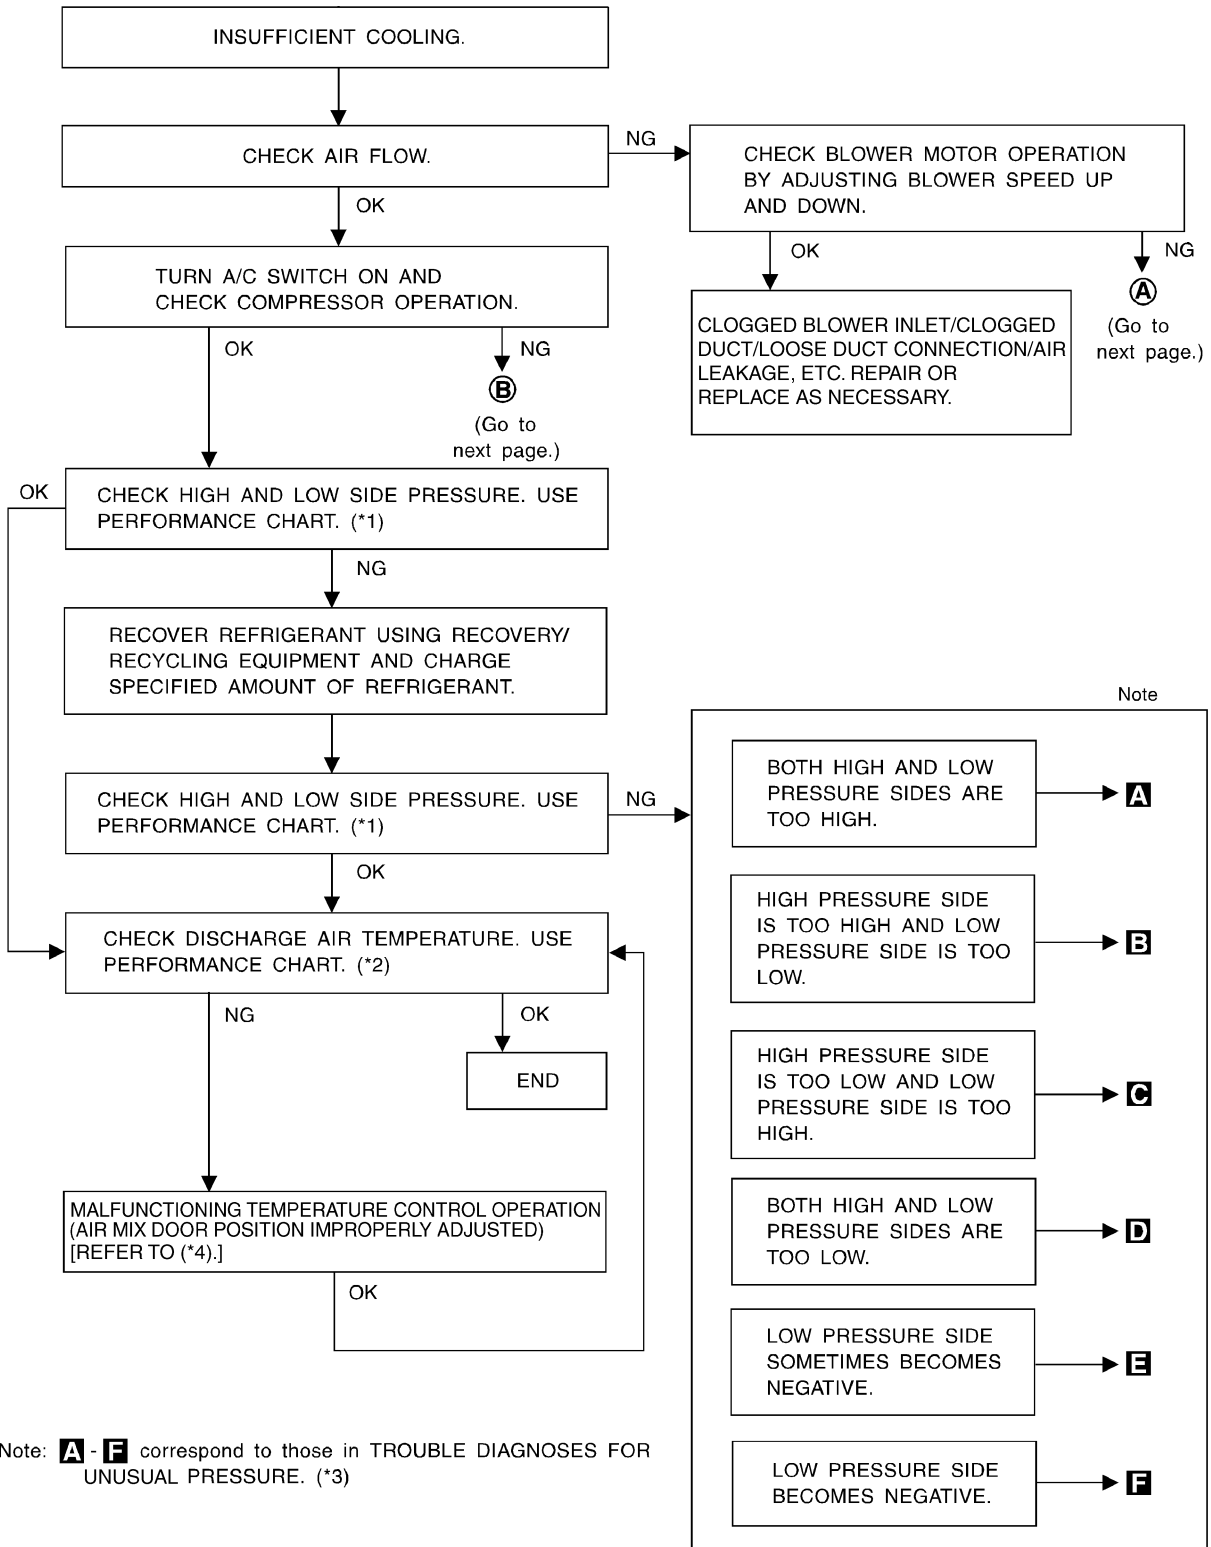 INSUFFICIENT COOLING.
CHECK AIR FLOW.
NG
CHECK BLOWER MOTOR OPERATION
BY ADJUSTING BLOWER SPEED UP
AND DOWN.
OK
OK
NG
A
(Go to
next page.)
CLOGGED BLOWER INLET/CLOGGED
DUCT/LOOSE DUCT CONNECTION/AIR
LEAKAGE, ETC. REPAIR OR
REPLACE AS NECESSARY.
TURN A/C SWITCH ON AND
CHECK COMPRESSOR OPERATION.
OK
NG
B
(Go to
next page.)
OK
CHECK HIGH AND LOW SIDE PRESSURE. USE
PERFORMANCE CHART. (*1)
NG
RECOVER REFRIGERANT USING RECOVERY/
RECYCLING EQUIPMENT AND CHARGE
SPECIFIED AMOUNT OF REFRIGERANT.
CHECK HIGH AND LOW SIDE PRESSURE. USE
PERFORMANCE CHART. (*1)
NG
OK
CHECK DISCHARGE AIR TEMPERATURE. USE
PERFORMANCE CHART. (*2)
NG
OK
END
MALFUNCTIONING TEMPERATURE CONTROL OPERATION
(AIR MIX DOOR POSITION IMPROPERLY ADJUSTED)
[REFER TO (*4).]
OK
Note
BOTH HIGH AND LOW
PRESSURE SIDES ARE
TOO HIGH.
A
HIGH PRESSURE SIDE
IS TOO HIGH AND LOW
PRESSURE SIDE IS TOO
LOW.
B
HIGH PRESSURE SIDE
IS TOO LOW AND LOW
PRESSURE SIDE IS TOO
HIGH.
C
BOTH HIGH AND LOW
PRESSURE SIDES ARE
TOO LOW.
D
LOW PRESSURE SIDE
SOMETIMES BECOMES
NEGATIVE.
E
LOW PRESSURE SIDE
BECOMES NEGATIVE.
F
Note: A - F correspond to those in TROUBLE DIAGNOSES FOR
UNUSUAL PRESSURE. (*3)